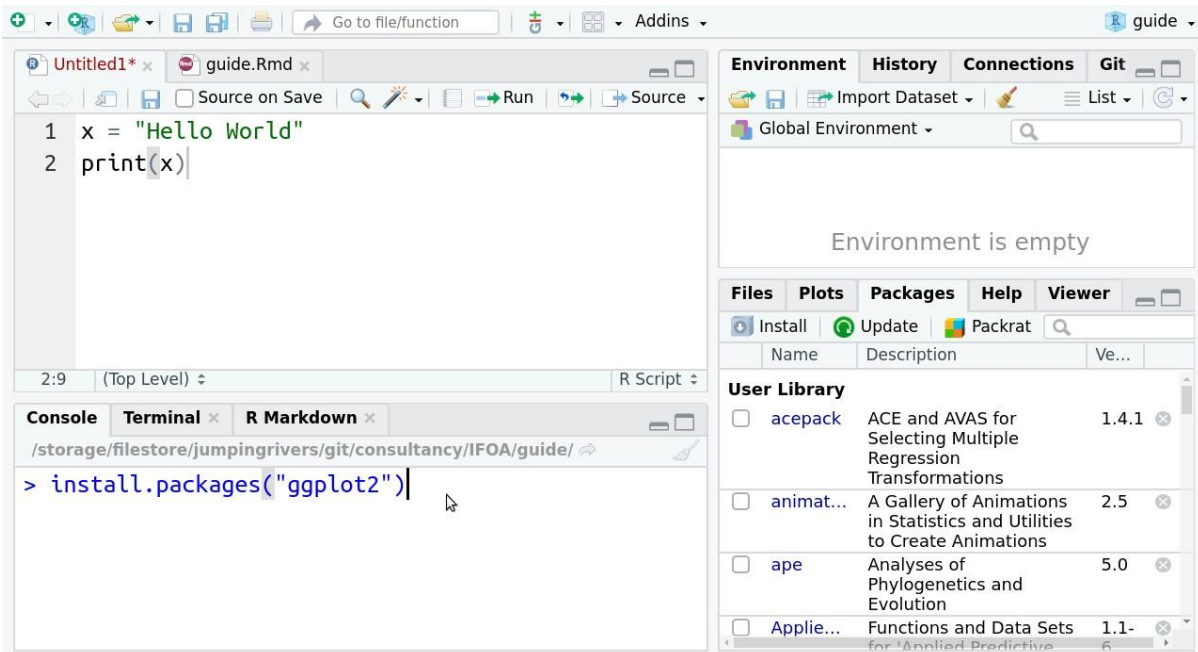 Go to file/function Addins guide
Untitled1* guide.Rmd
Source on Save Run Source
1 x = "Hello World"
2 print(x)
2:9 (Top Level) R Script
Console Terminal R Markdown
/storage/filestore/jumpingrivers/git/consultancy/IFOA/guide/
> install.packages("ggplot2")
Environment History Connections Git
Import Dataset List
Global Environment
Environment is empty
Files Plots Packages Help Viewer
Install Update Packrat
Name Description Ve...
User Library
acepack ACE and AVAS for 1.4.1
Selecting Multiple
Regression
Transformations
animat... A Gallery of Animations 2.5
in Statistics and Utilities
to Create Animations
ape Analyses of 5.0
Phylogenetics and
Evolution
Applie... Functions and Data Sets 1.1-
for 'Applied Predictive 6